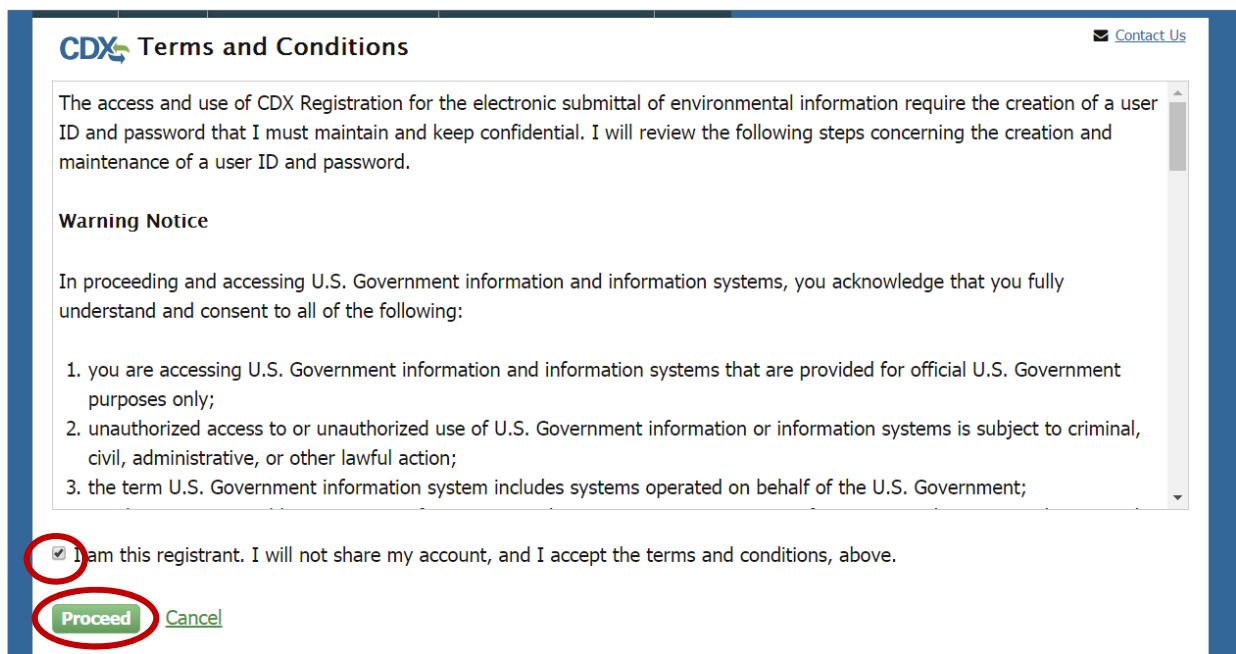 CDX Terms and Conditions
Contact Us
The access and use of CDX Registration for the electronic submittal of environmental information require the creation of a user
ID and password that I must maintain and keep confidential. I will review the following steps concerning the creation and
maintenance of a user ID and password.
Warning Notice
In proceeding and accessing U.S. Government information and information systems, you acknowledge that you fully
understand and consent to all of the following:
1. you are accessing U.S. Government information and information systems that are provided for official U.S. Government
purposes only;
2. unauthorized access to or unauthorized use of U.S. Government information or information systems is subject to criminal,
civil, administrative, or other lawful action;
3. the term U.S. Government information system includes systems operated on behalf of the U.S. Government;
I am this registrant. I will not share my account, and I accept the terms and conditions, above.
Proceed Cancel